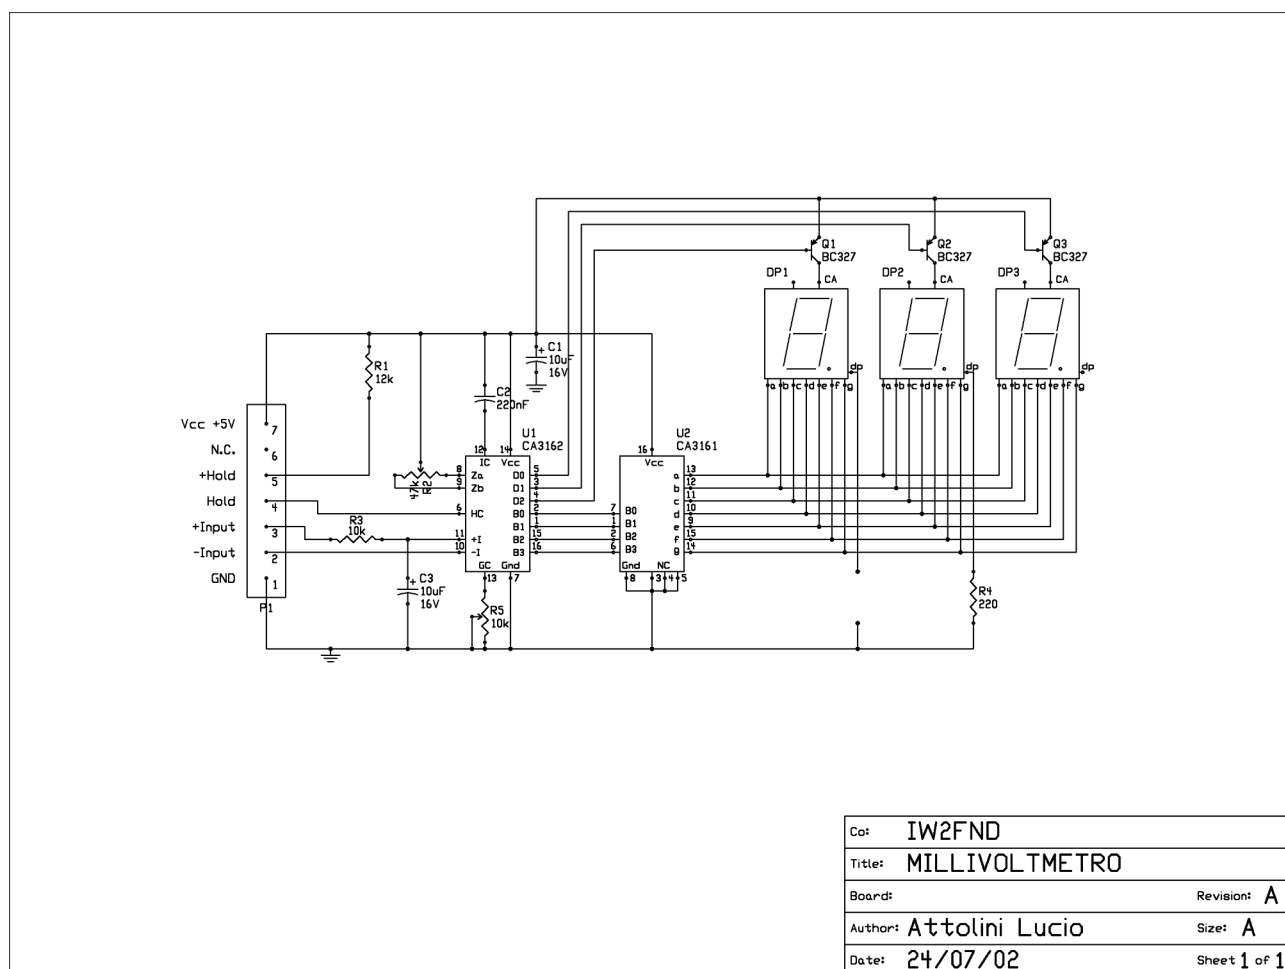 Q1
BC327
Q2
BC327
Q3
BC327
DP1
CA
DP2
CA
DP3
CA
dp
dp
dp
a b c d e f g
a b c d e f g
a b c d e f g
R1
12k
C1
+
10uF
16V
C2
220nF
Vcc +5V
7
N.C.
6
+Hold
5
Hold
4
+Input
3
-Input
2
GND
1
P1
47k
R2
R3
10k
C3
+
10uF
16V
U1
CA3162
12
14
IC
Vcc
8
Za
9
Zb
6
HC
11
+I
10
-I
GC
Gnd
13
7
D0
5
D1
3
D2
4
B0
2
B1
1
B2
15
B3
16
R5
10k
U2
CA3161
16
Vcc
7
B0
1
B1
2
B2
6
B3
a
13
b
12
c
11
d
10
e
9
f
15
g
14
Gnd
NC
8
3
4
5
R4
220
Co: IW2FND
Title: MILLIVOLTMETRO
Board:
Revision: A
Author: Attolini Lucio
Size: A
Date: 24/07/02
Sheet 1 of 1